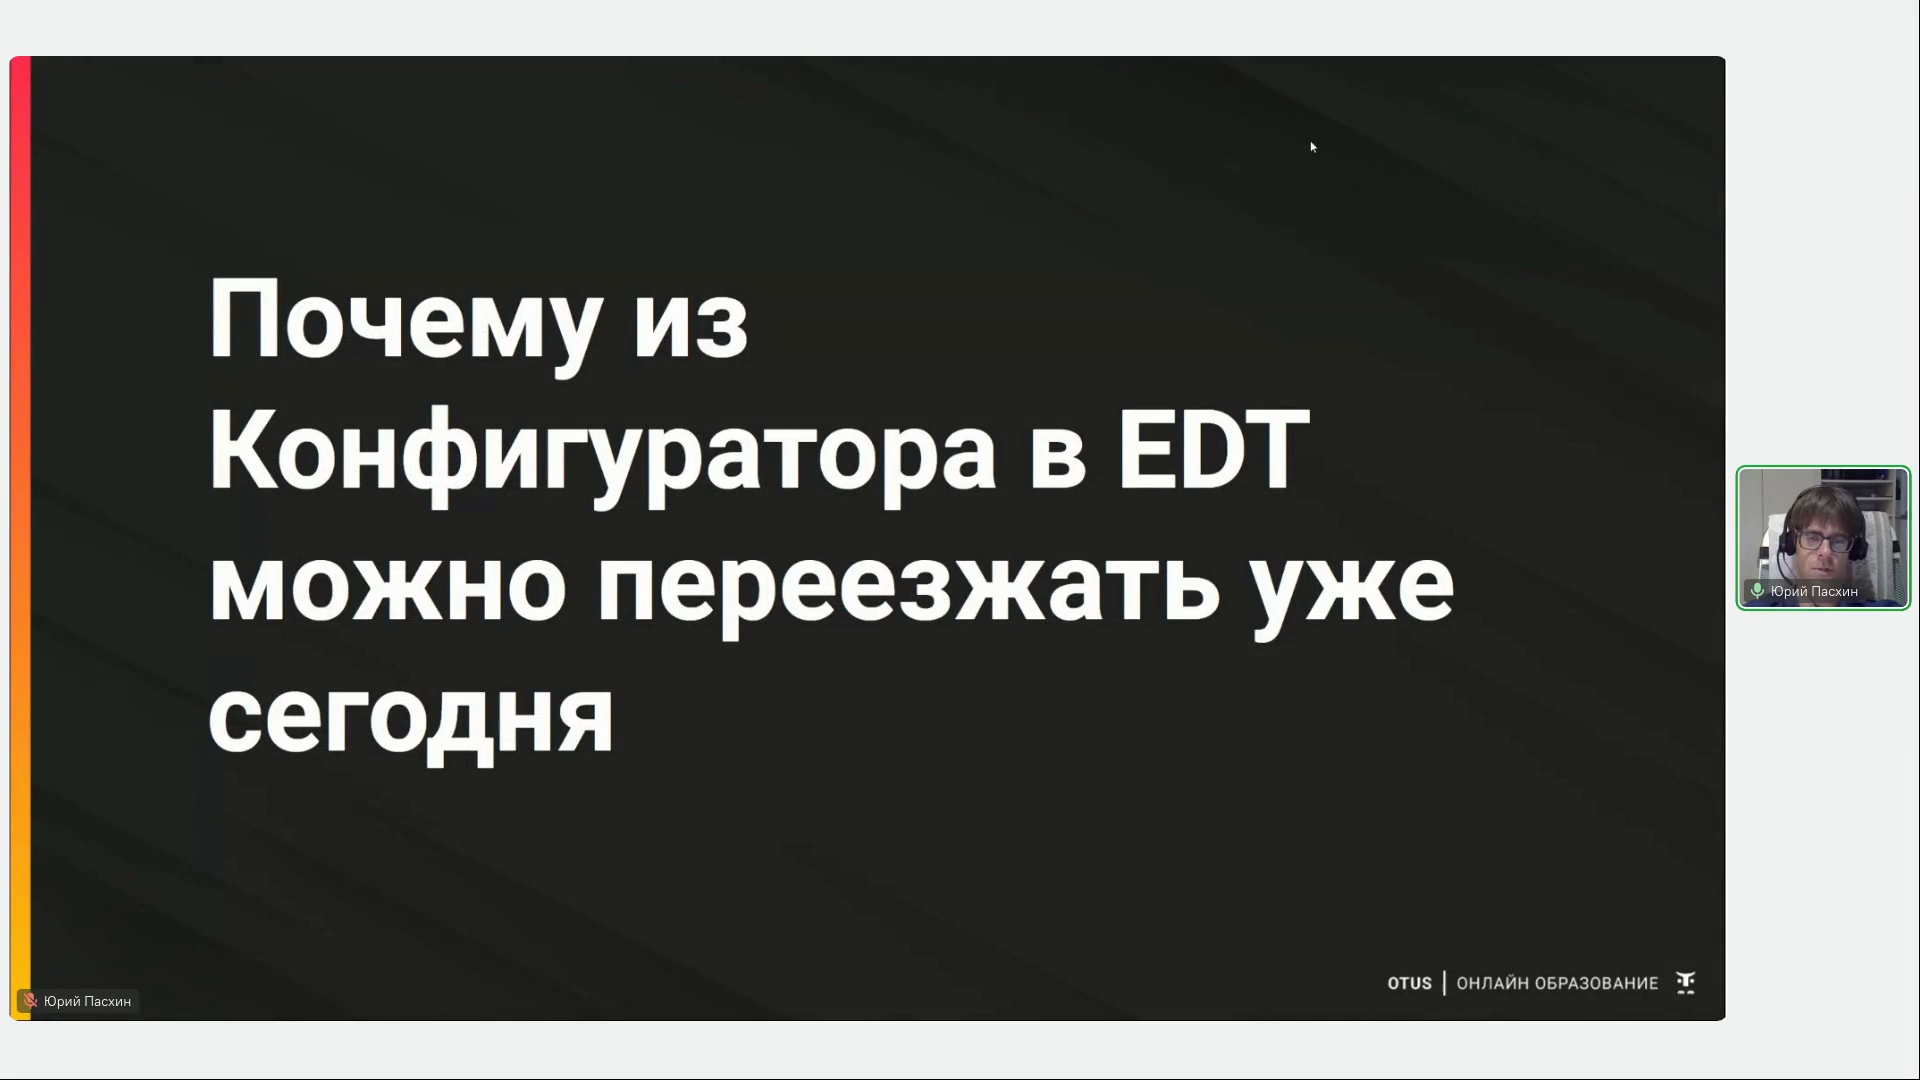 Почему из
Конфигуратора в EDT
можно переезжать уже
сегодня
Юрий Пасхин
OTUS | ОНЛАЙН ОБРАЗОВАНИЕ
Юрий Пасхин